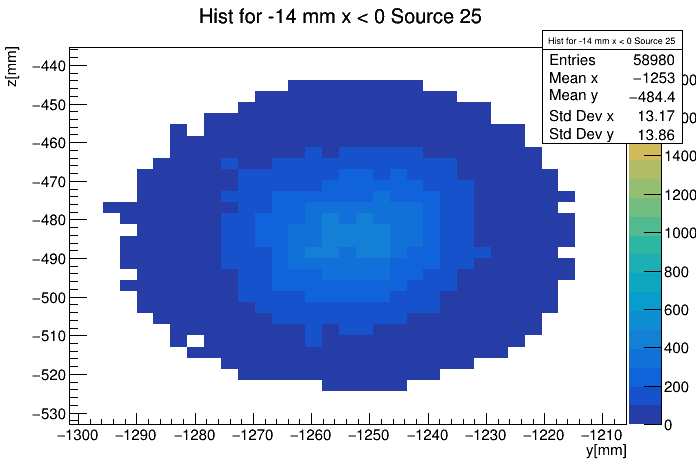 Hist for -14 mm x < 0 Source 25
z[mm]
Hist for -14 mm x < 0 Source 25
Entries 58980
Mean x −1253
Mean y −484.4
Std Dev x 13.17
Std Dev y 13.86
−440
−450
−460
−470
−480
−490
−500
−510
−520
−530
1400
1200
1000
800
600
400
200
0
−1300 −1290 −1280 −1270 −1260 −1250 −1240 −1230 −1220 −1210
y[mm]